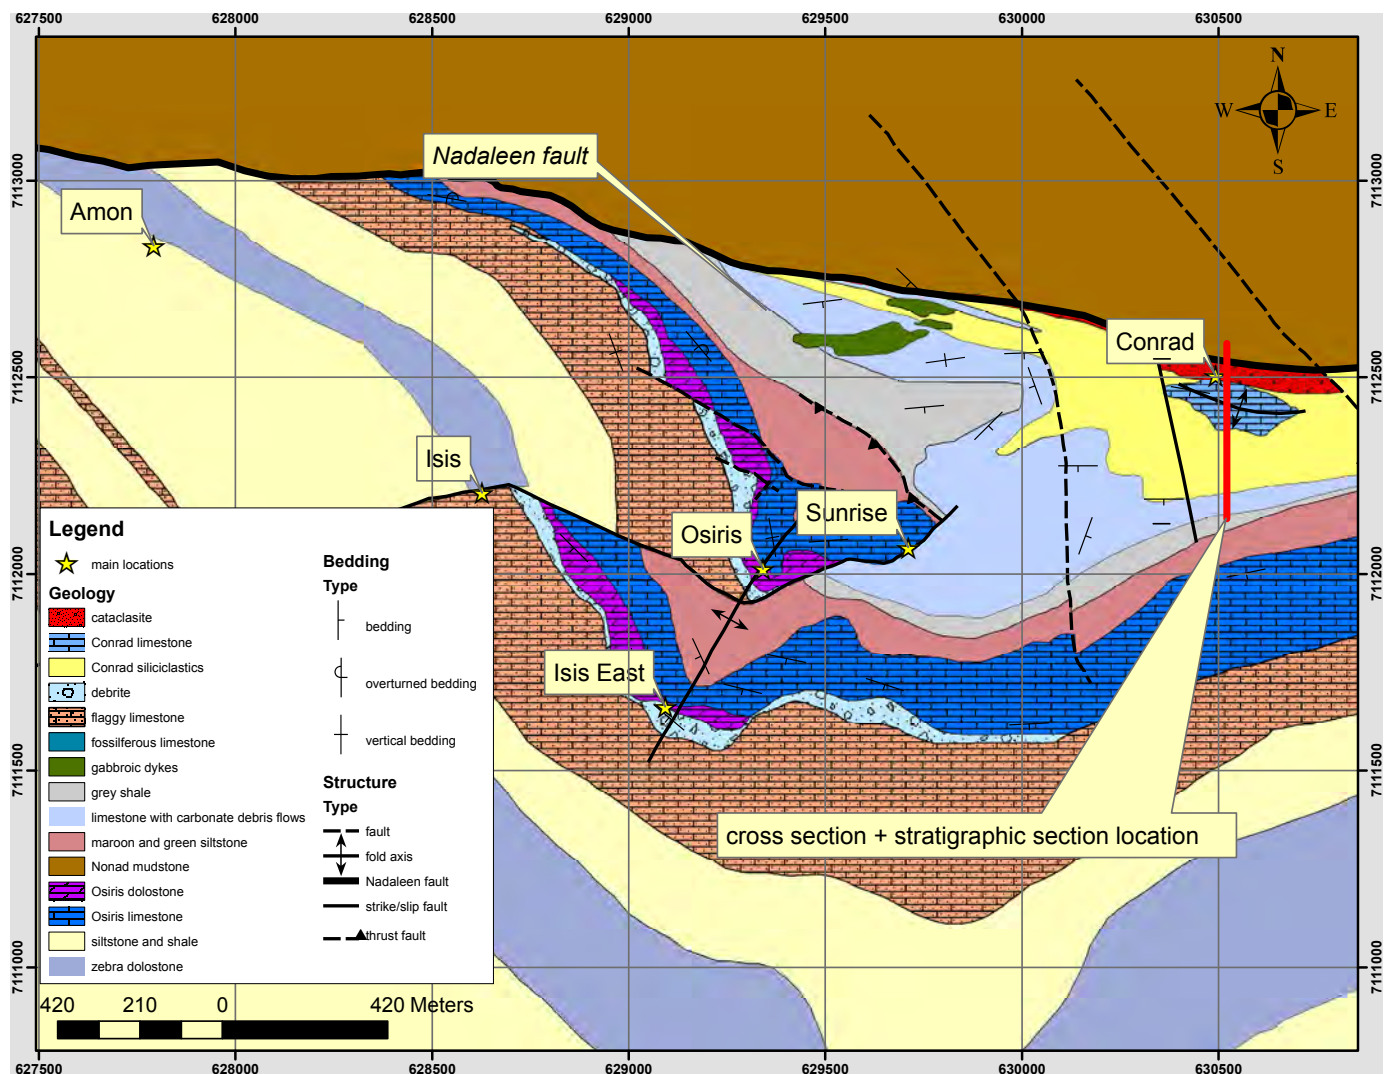 627500 628000 628500 629000 629500 630000 630500
N
W E
S
Nadaleen fault
7113000 7113000
Amon
Conrad
7112500 7112500
Isis
Legend
main locations
Geology
cataclasite
Conrad limestone
Conrad siliciclastics
debrite
flaggy limestone
fossilferous limestone
gabbroic dykes
grey shale
limestone with carbonate debris flows
maroon and green siltstone
Nonad mudstone
Osiris dolostone
Osiris limestone
siltstone and shale
zebra dolostone
Bedding
Type
bedding
overturned bedding
vertical bedding
Structure
Type
fault
fold axis
Nadaleen fault
strike/slip fault
thrust fault
Sunrise
Osiris
7112000 7112000
Isis East
7111500 7111500
cross section + stratigraphic section location
7111000 7111000
420 210 0 420 Meters
627500 628000 628500 629000 629500 630000 630500